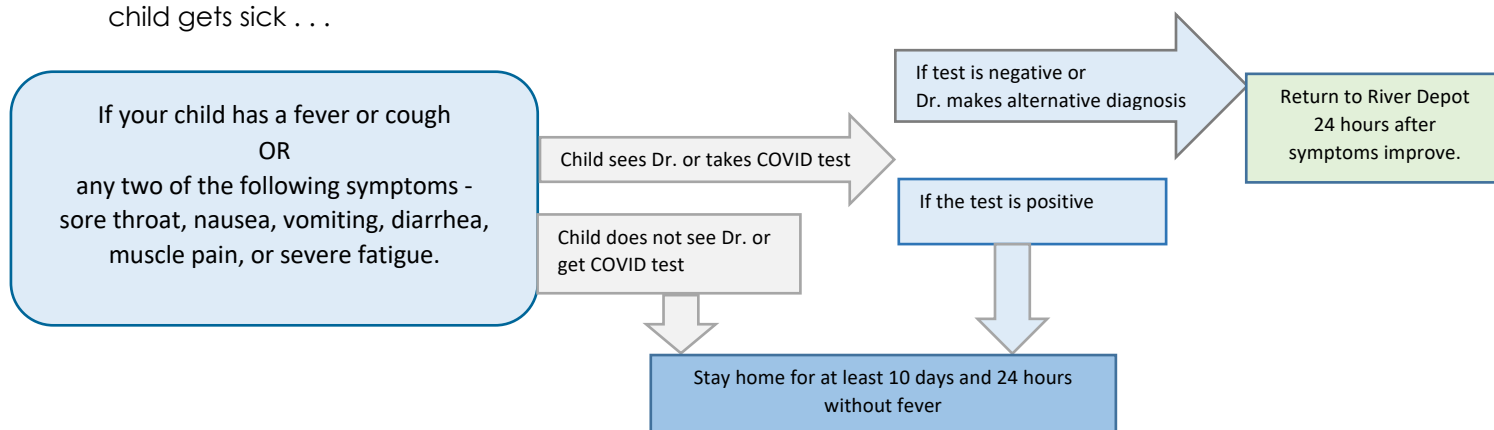 child gets sick . . .
If your child has a fever or cough
OR
any two of the following symptoms -
sore throat, nausea, vomiting, diarrhea,
muscle pain, or severe fatigue.
Child sees Dr. or takes COVID test
Child does not see Dr. or
get COVID test
If test is negative or
Dr. makes alternative diagnosis
If the test is positive
Return to River Depot
24 hours after
symptoms improve.
Stay home for at least 10 days and 24 hours
without fever